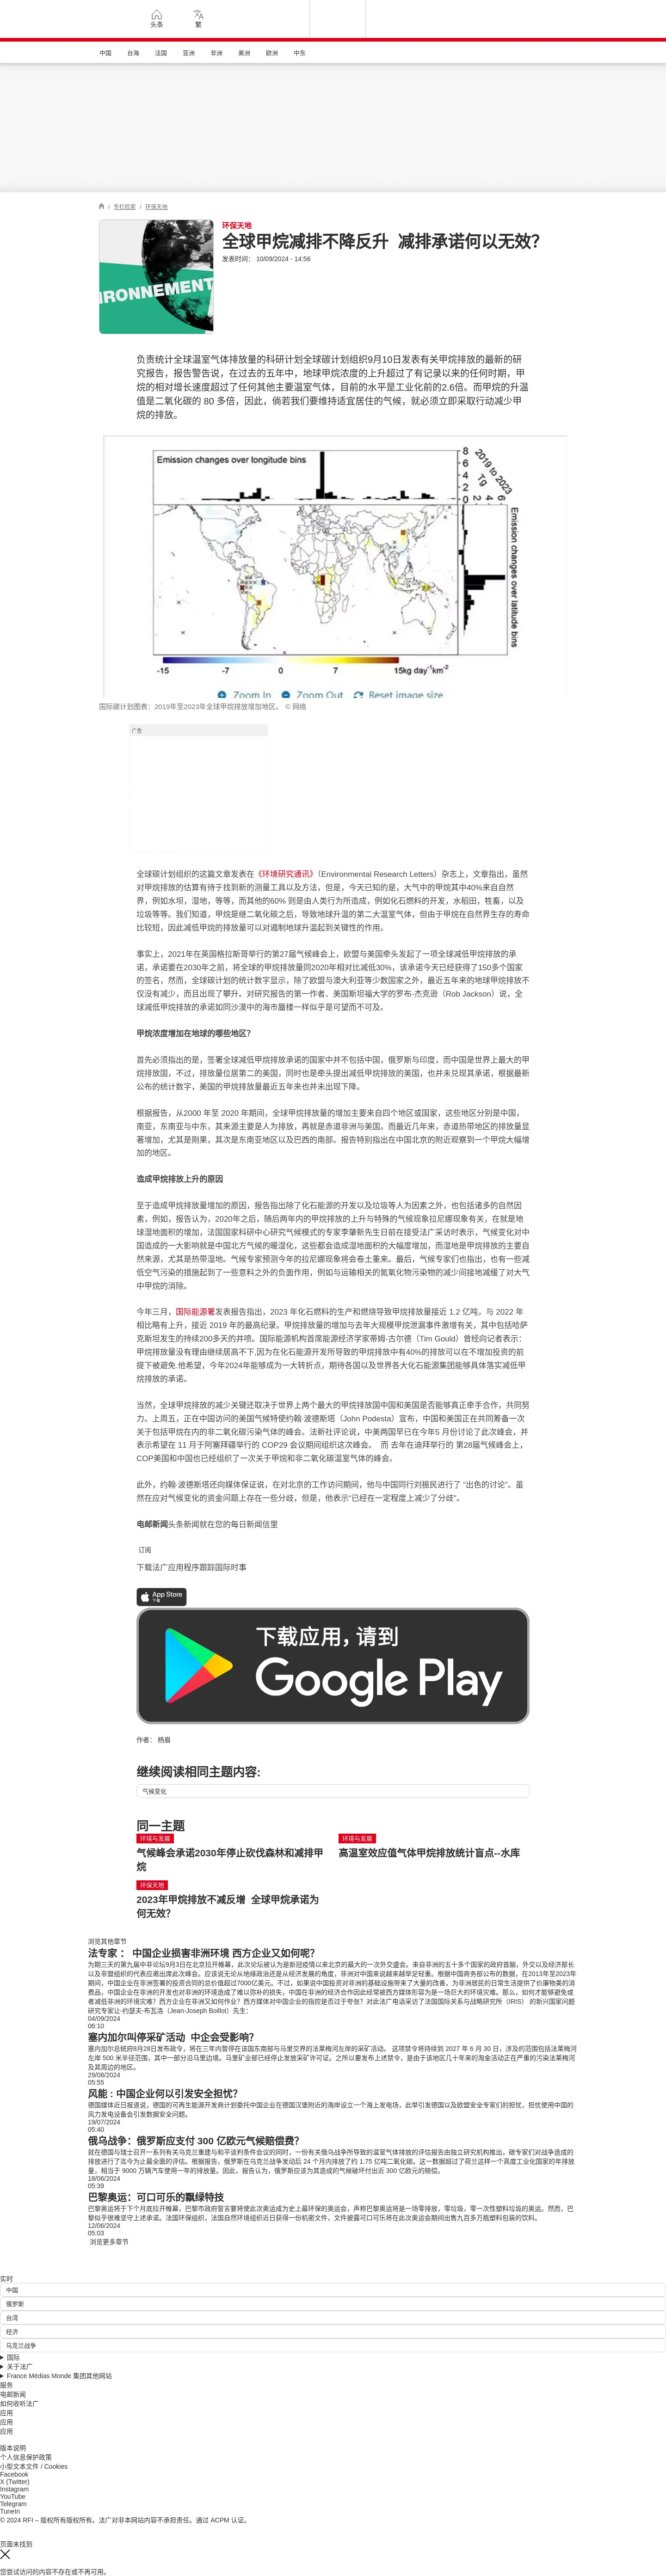 头条
繁
中国 台海 法国 亚洲 非洲 美洲 欧洲 中东
/ 专栏检索 / 环保天地
ENVIRONNEMENT
环保天地
全球甲烷减排不降反升 减排承诺何以无效？
发表时间： 10/09/2024 - 14:56
负责统计全球温室气体排放量的科研计划全球碳计划组织9月10日发表有关甲烷排放的最新的研
究报告，报告警告说，在过去的五年中，地球甲烷浓度的上升超过了有记录以来的任何时期，甲
烷的相对增长速度超过了任何其他主要温室气体，目前的水平是工业化前的2.6倍。而甲烷的升温
值是二氧化碳的 80 多倍，因此，倘若我们要维持适宜居住的气候，就必须立即采取行动减少甲
烷的排放。
Emission changes over longitude bins
8
6
4
2
0
2019 to 2023
Tg
0 2 4 6
Emission changes over latitude bins
-15 -7 0 7 15kg day⁻¹km⁻²
Zoom In Zoom Out Reset image size
国际碳计划图表：2019年至2023年全球甲烷排放增加地区。 © 网络
广告
全球碳计划组织的这篇文章发表在《环境研究通讯》（Environmental Research Letters）杂志上，文章指出，虽然
对甲烷排放的估算有待于找到新的测量工具以及方法，但是，今天已知的是，大气中的甲烷其中40%来自自然
界，例如水坝，湿地，等等，而其他的60% 则是由人类行为所造成，例如化石燃料的开发，水稻田，牲畜，以及
垃圾等等。我们知道，甲烷是继二氧化碳之后，导致地球升温的第二大温室气体，但由于甲烷在自然界生存的寿命
比较短，因此减低甲烷的排放量可以对遏制地球升温起到关键性的作用。
事实上，2021年在英国格拉斯哥举行的第27届气候峰会上，欧盟与美国牵头发起了一项全球减低甲烷排放的承
诺，承诺要在2030年之前，将全球的甲烷排放量同2020年相对比减低30%，该承诺今天已经获得了150多个国家
的签名，然而，全球碳计划的统计数字显示，除了欧盟与澳大利亚等少数国家之外，最近五年来的地球甲烷排放不
仅没有减少，而且出现了攀升。对研究报告的第一作者、美国斯坦福大学的罗布-杰克逊（Rob Jackson）说，全
球减低甲烷排放的承诺如同沙漠中的海市蜃楼一样似乎是可望而不可及。
甲烷浓度增加在地球的哪些地区？
首先必须指出的是，签署全球减低甲烷排放承诺的国家中并不包括中国，俄罗斯与印度，而中国是世界上最大的甲
烷排放国，不过，排放量位居第二的美国，同时也是牵头提出减低甲烷排放的美国，也并未兑现其承诺，根据最新
公布的统计数字，美国的甲烷排放量最近五年来也并未出现下降。
根据报告，从2000 年至 2020 年期间，全球甲烷排放量的增加主要来自四个地区或国家，这些地区分别是中国，
南亚，东南亚与中东，其来源主要是人为排放，再就是赤道非洲与美国。而最近几年来，赤道热带地区的排放量显
著增加，尤其是刚果，其次是东南亚地区以及巴西的南部。报告特别指出在中国北京的附近观察到一个甲烷大幅增
加的地区。
造成甲烷排放上升的原因
至于造成甲烷排放量增加的原因，报告指出除了化石能源的开发以及垃圾等人为因素之外，也包括诸多的自然因
素，例如，报告认为，2020年之后，随后两年内的甲烷排放的上升与特殊的气候现象拉尼娜现象有关，在就是地
球湿地面积的增加，法国国家科研中心研究气候模式的专家李肇新先生日前在接受法广采访时表示，气候变化对中
国造成的一大影响就是中国北方气候的暖湿化，这些都会造成湿地面积的大幅度增加，而湿地是甲烷排放的主要自
然来源，尤其是热带湿地。气候专家预测今年的拉尼娜现象将会卷土重来。最后，气候专家们也指出，也有一些减
低空气污染的措施起到了一些意料之外的负面作用，例如与运输相关的氮氧化物污染物的减少间接地减缓了对大气
中甲烷的消除。
今年三月，国际能源署发表报告指出，2023 年化石燃料的生产和燃烧导致甲烷排放量接近 1.2 亿吨，与 2022 年
相比略有上升，接近 2019 年的最高纪录。甲烷排放量的增加与去年大规模甲烷泄漏事件激增有关，其中包括哈萨
克斯坦发生的持续200多天的井喷。国际能源机构首席能源经济学家蒂姆-古尔德（Tim Gould）曾经向记者表示：
甲烷排放量没有理由继续居高不下,因为在化石能源开发所导致的甲烷排放中有40%的排放可以在不增加投资的前
提下被避免.他希望，今年2024年能够成为一大转折点，期待各国以及世界各大化石能源集团能够具体落实减低甲
烷排放的承诺。
当然，全球甲烷排放的减少关键还取决于世界上两个最大的甲烷排放国中国和美国是否能够真正牵手合作，共同努
力。上周五，正在中国访问的美国气候特使约翰·波德斯塔（John Podesta）宣布，中国和美国正在共同筹备一次
关于包括甲烷在内的非二氧化碳污染气体的峰会。法新社评论说，中美两国早已在今年5 月份讨论了此次峰会，并
表示希望在 11 月于阿塞拜疆举行的 COP29 会议期间组织这次峰会。 而 去年在迪拜举行的 第28届气候峰会上，
COP美国和中国也已经组织了一次关于甲烷和非二氧化碳温室气体的峰会。
此外，约翰·波德斯塔还向媒体保证说，在对北京的工作访问期间，他与中国同行刘振民进行了 “出色的讨论”。虽
然在应对气候变化的资金问题上存在一些分歧，但是，他表示“已经在一定程度上减少了分歧”。
电邮新闻头条新闻就在您的每日新闻信里
订阅
下载法广应用程序跟踪国际时事
App Store
下载
下载应用，请到
Google Play
作者： 杨眉
继续阅读相同主题内容：
气候变化
同一主题
环境与发展
气候峰会承诺2030年停止砍伐森林和减排甲
烷
环境与发展
高温室效应值气体甲烷排放统计盲点--水库
环保天地
2023年甲烷排放不减反增 全球甲烷承诺为
何无效？
浏览其他章节
法专家 ： 中国企业损害非洲环境 西方企业又如何呢？
为期三天的第九届中非论坛9月3日在北京拉开帷幕，此次论坛被认为是新冠疫情以来北京的最大的一次外交盛会。来自非洲的五十多个国家的政府首脑，外交以及经济部长
以及非盟组织的代表应邀出席此次峰会。应该说无论从地缘政治还是从经济发展的角度，非洲对中国来说越来越举足轻重。根据中国商务部公布的数据，在2013年至2023年
期间，中国企业在非洲签署的投资合同的总价值超过7000亿美元。不过，如果说中国投资对非洲的基础设施带来了大量的改善，为非洲居民的日常生活提供了价廉物美的消
费品，中国企业在非洲的开发也对非洲的环境造成了难以弥补的损失，中国在非洲的经济合作因此经常被西方媒体形容为是一场巨大的环境灾难。那么，如何才能够避免或
者减低非洲的环境灾难？西方企业在非洲又如何作业？西方媒体对中国企业的指控是否过于夸张？对此法广电话采访了法国国际关系与战略研究所（IRIS） 的新兴国家问题
研究专家让-约瑟夫-布瓦洛（Jean-Joseph Boillot）先生：
04/09/2024
06:10
塞内加尔叫停采矿活动 中企会受影响？
塞内加尔总统府8月28日发布政令，将在三年内暂停在该国东南部与马里交界的法莱梅河左岸的采矿活动。 这项禁令将持续到 2027 年 6 月 30 日，涉及的范围包括法莱梅河
左岸 500 米半径范围，其中一部分沿马里边境。马里矿业部已经停止发放采矿许可证。之所以要发布上述禁令，是由于该地区几十年来的淘金活动正在严重的污染法莱梅河
及其周边的地区。
29/08/2024
05:55
风能：中国企业何以引发安全担忧？
德国媒体近日报道说，德国的可再生能源开发商计划委托中国企业在德国汉堡附近的海岸设立一个海上发电场，此举引发德国以及欧盟安全专家们的担忧，担忧使用中国的
风力发电设备会引发数据安全问题。
19/07/2024
05:40
俄乌战争：俄罗斯应支付 300 亿欧元气候赔偿费？
就在德国与瑞士召开一系列有关乌克兰重建与和平谈判条件会议的同时，一份有关俄乌战争所导致的温室气体排放的评估报告由独立研究机构推出，碳专家们对战争造成的
排放进行了迄今为止最全面的评估。根据报告，俄罗斯在乌克兰战争发动后 24 个月内排放了约 1.75 亿吨二氧化碳。这一数据超过了荷兰这样一个高度工业化国家的年排放
量，相当于 9000 万辆汽车使用一年的排放量。因此，报告认为，俄罗斯应该为其造成的气候破坏付出近 300 亿欧元的赔偿。
18/06/2024
05:39
巴黎奥运：可口可乐的飘绿特技
巴黎奥运将于下个月底拉开帷幕，巴黎市政府誓言要将使此次奥运成为史上最环保的奥运会，声称巴黎奥运将是一场零排放，零垃圾，零一次性塑料垃圾的奥运。然而，巴
黎似乎很难坚守上述承诺。法国环保组织，法国自然环境组织近日获得一份机密文件，文件披露可口可乐将在此次奥运会期间出售九百多万瓶塑料包装的饮料。
12/06/2024
05:03
浏览更多章节
实时
中国
俄罗斯
台湾
经济
乌克兰战争
国际
关于法广
France Médias Monde 集团其他网站
服务
电邮新闻
如何收听法广
应用
应用
应用
版本说明
个人信息保护政策
小型文本文件 / Cookies
Facebook
X (Twitter)
Instagram
YouTube
Telegram
TuneIn
© 2024 RFI – 版权所有版权所有。法广对非本网站内容不承担责任。通过 ACPM 认证。
页面未找到
您尝试访问的内容不存在或不再可用。